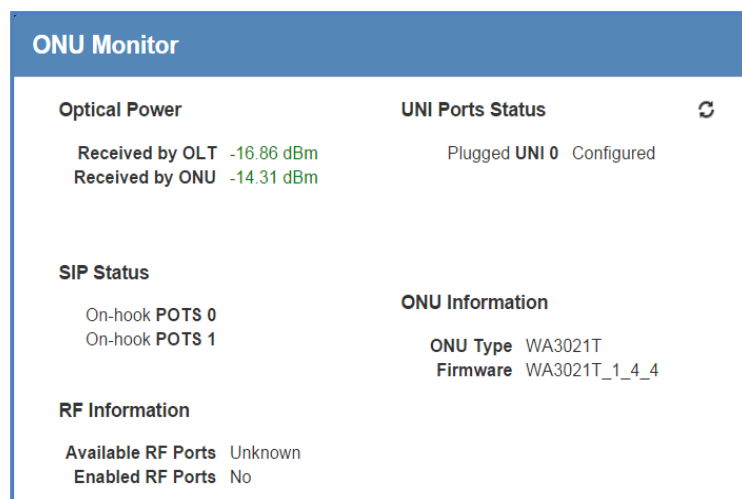 ONU Monitor
Optical Power
Received by OLT -16.86 dBm
Received by ONU -14.31 dBm
UNI Ports Status
Plugged UNI 0 Configured
SIP Status
On-hook POTS 0
On-hook POTS 1
ONU Information
ONU Type WA3021T
Firmware WA3021T_1_4_4
RF Information
Available RF Ports Unknown
Enabled RF Ports No